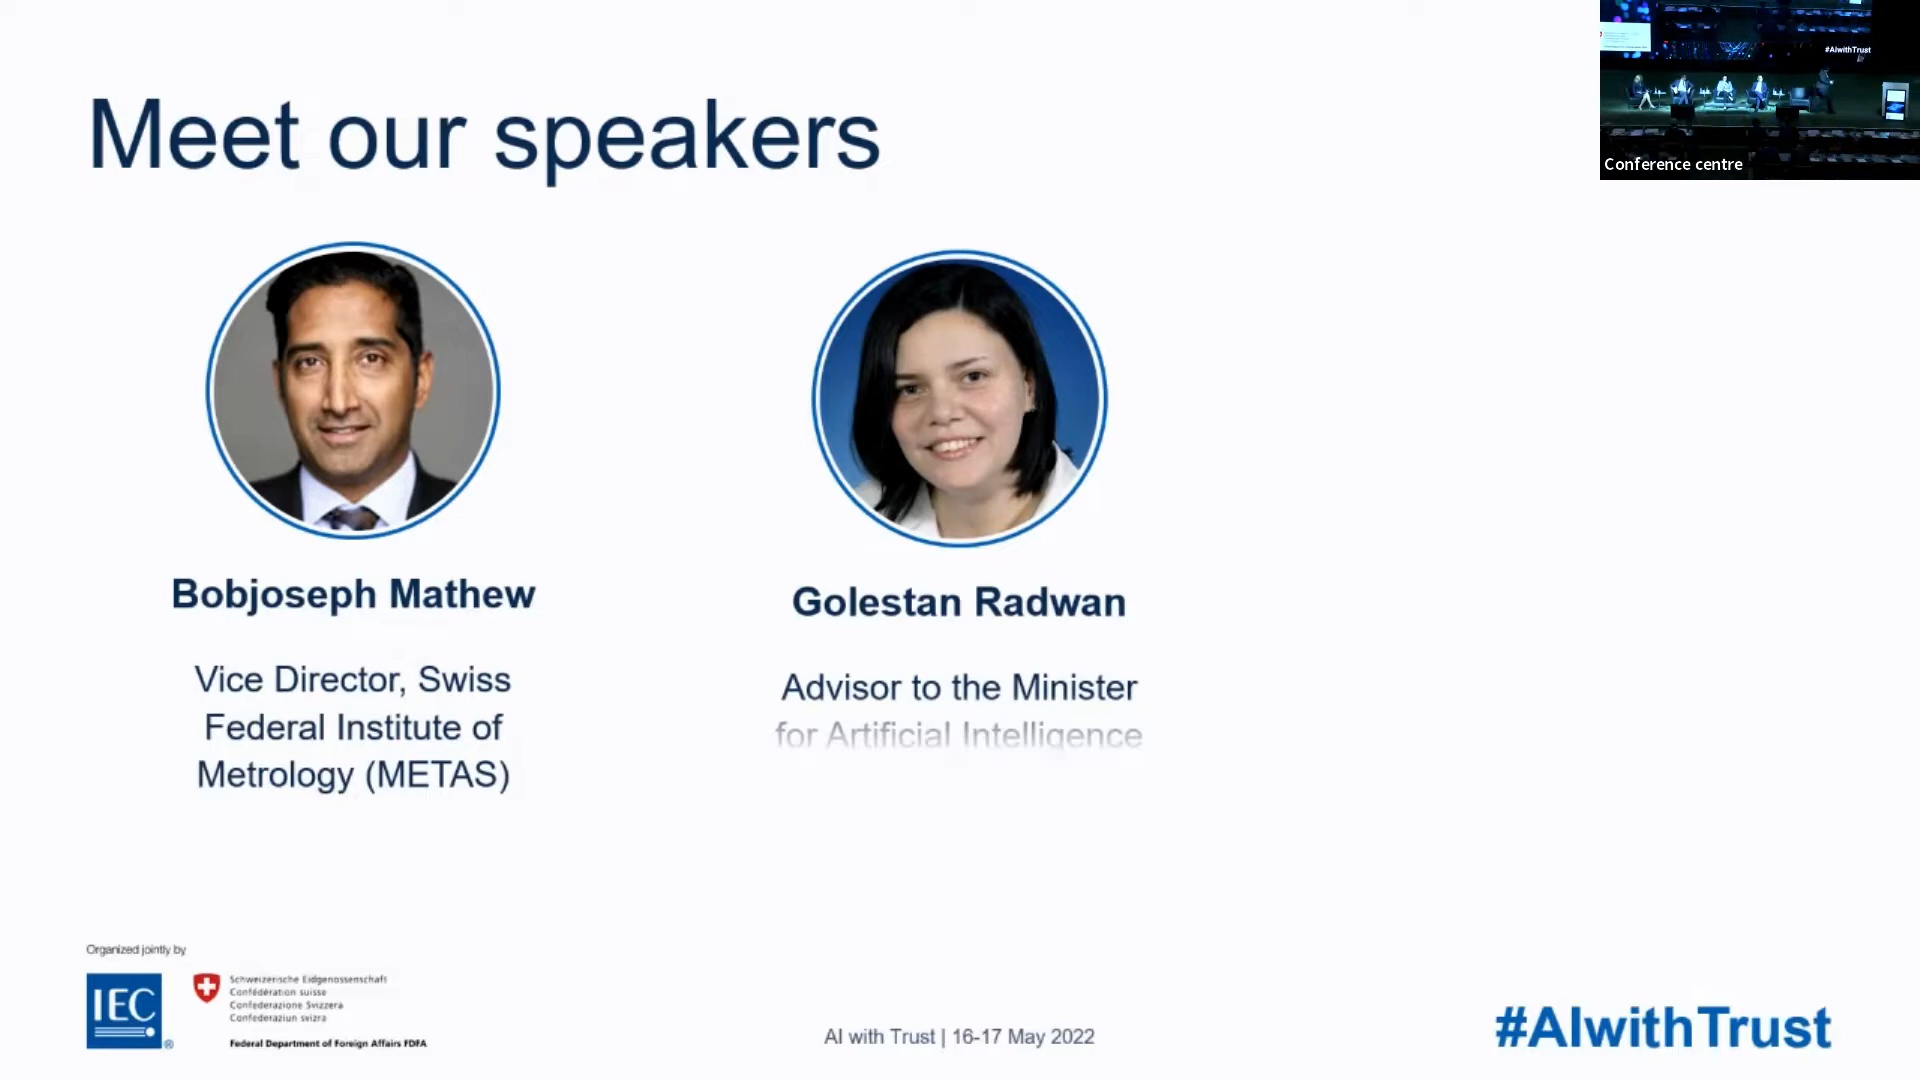 Meet our speakers
#AIwithTrust
Conference centre
Bobjoseph Mathew
Vice Director, Swiss
Federal Institute of
Metrology (METAS)
Golestan Radwan
Advisor to the Minister
for Artificial Intelligence
Organized jointly by
IEC
®
Schweizerische Eidgenossenschaft
Confédération suisse
Confederazione Svizzera
Confederaziun svizra
Federal Department of Foreign Affairs FDFA
AI with Trust | 16-17 May 2022
#AIwithTrust